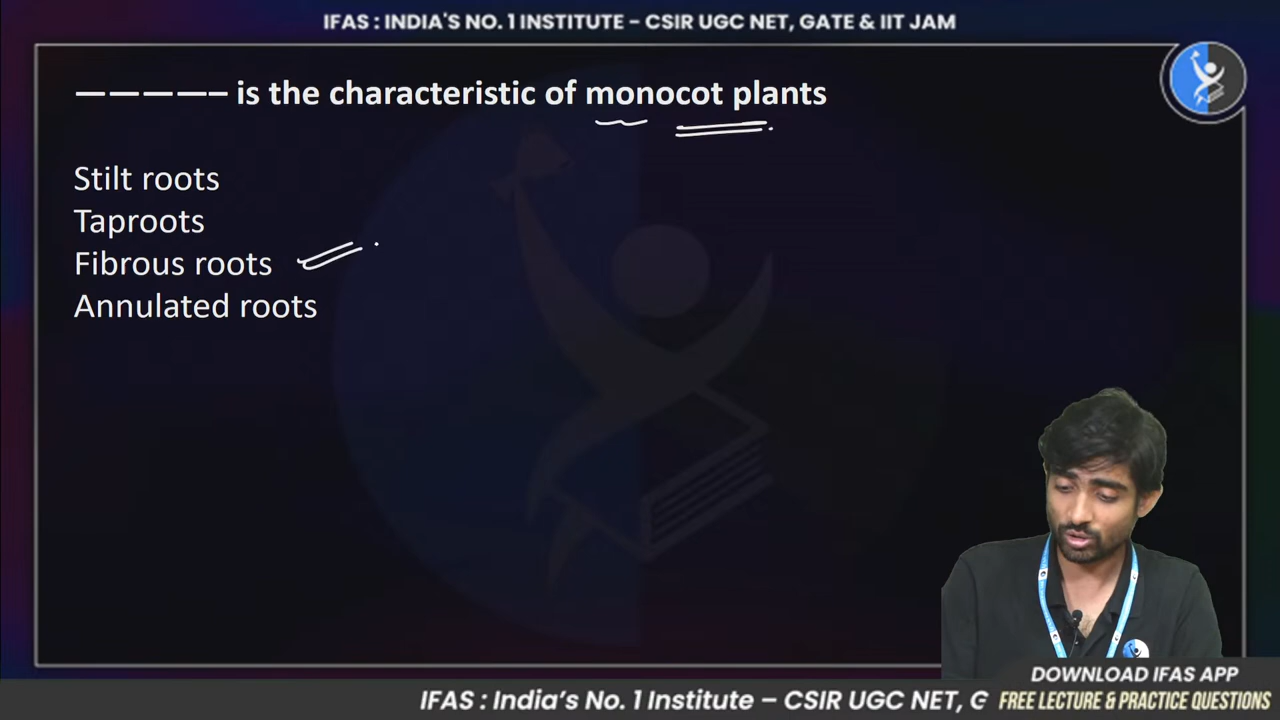 IFAS : INDIA'S NO. 1 INSTITUTE – CSIR UGC NET, GATE & IIT JAM
————— is the characteristic of monocot plants
Stilt roots
Taproots
Fibrous roots
Annulated roots
DOWNLOAD IFAS APP
IFAS : India's No. 1 Institute – CSIR UGC NET, G
FREE LECTURE & PRACTICE QUESTIONS